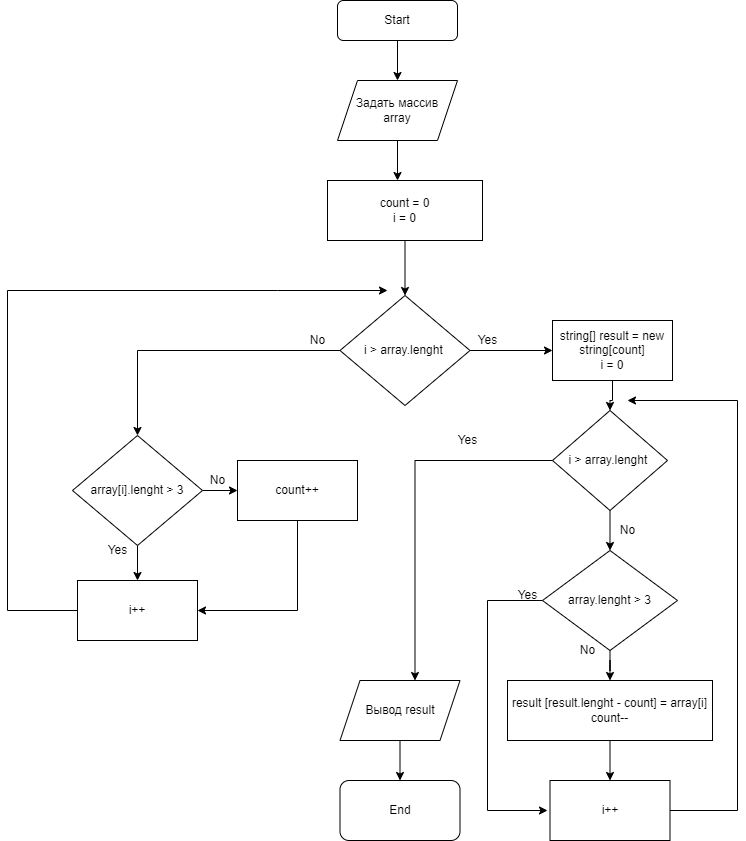 Start
Задать массив
array
count = 0
i = 0
i > array.lenght
No
Yes
string[] result = new
string[count]
i = 0
array[i].lenght > 3
No
count++
Yes
i++
i > array.lenght
Yes
No
array.lenght > 3
Yes
No
result [result.lenght - count] = array[i]
count--
i++
Вывод result
End